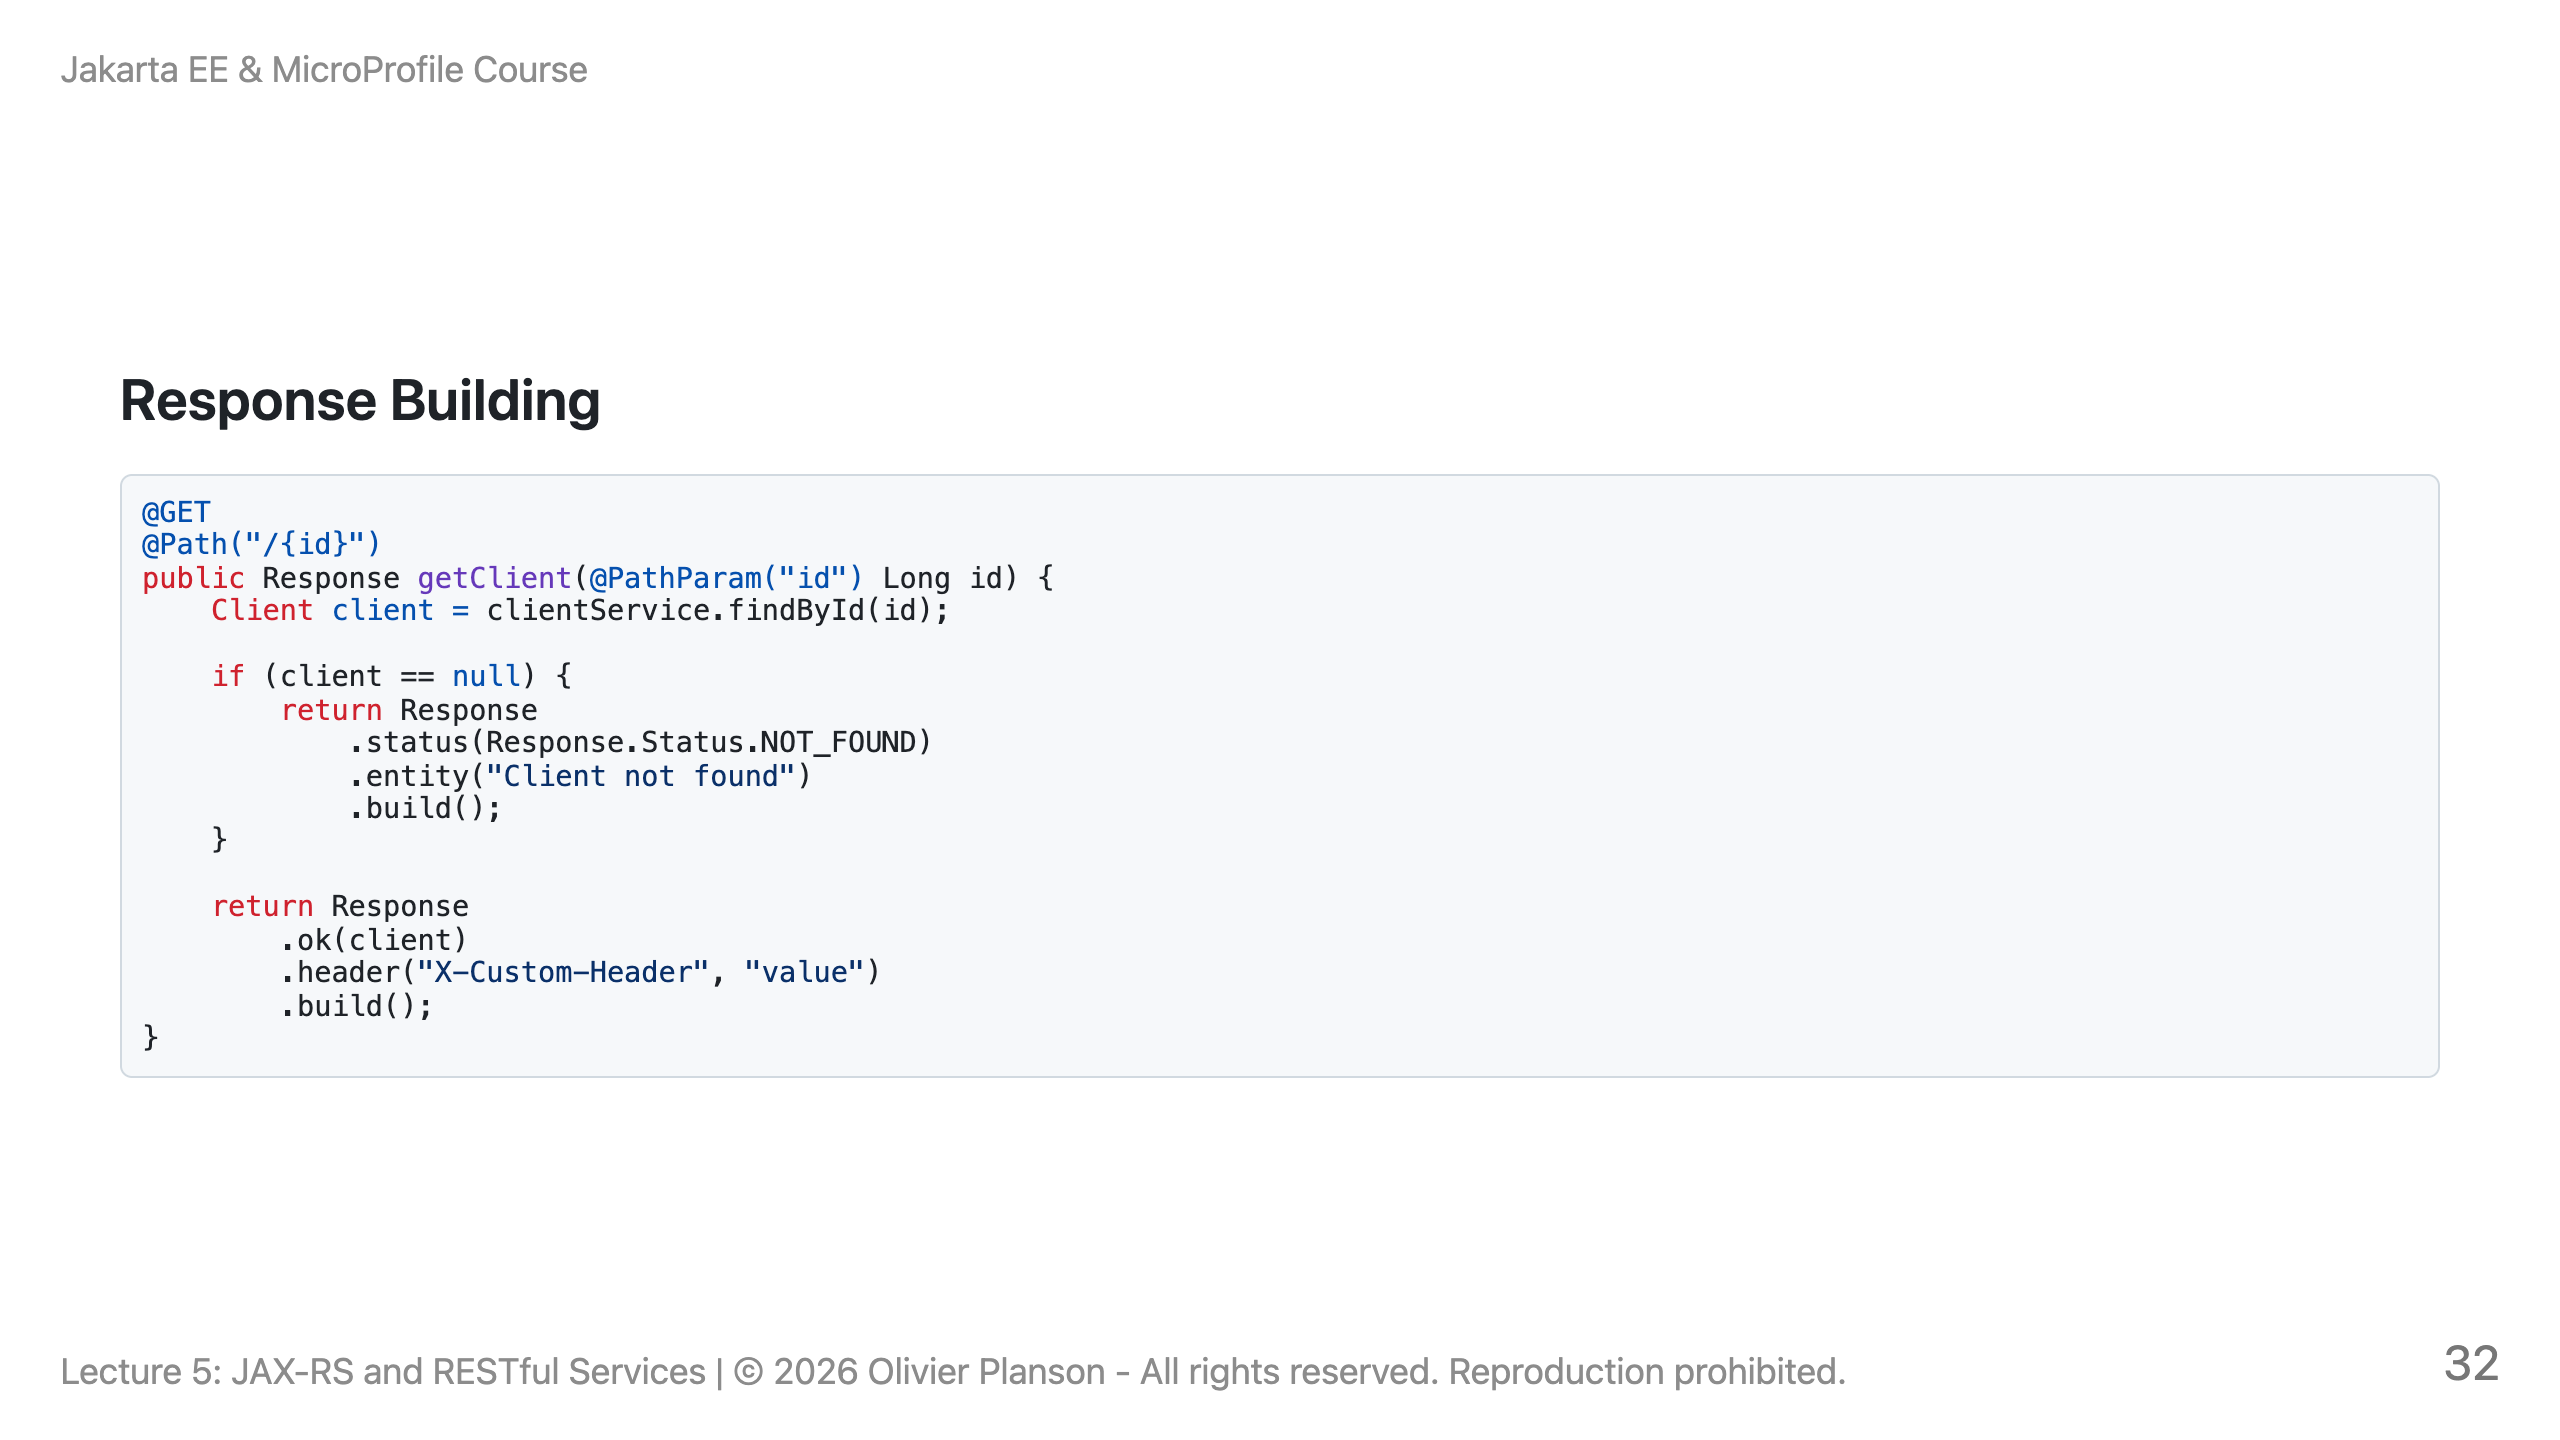 Jakarta EE & MicroProfile Course
Response Building
@GET
@Path("/{id}")
public Response getClient(@PathParam("id") Long id) {
    Client client = clientService.findById(id);

    if (client == null) {
        return Response
            .status(Response.Status.NOT_FOUND)
            .entity("Client not found")
            .build();
    }

    return Response
        .ok(client)
        .header("X-Custom-Header", "value")
        .build();
}
Lecture 5: JAX-RS and RESTful Services | © 2026 Olivier Planson - All rights reserved. Reproduction prohibited.
32